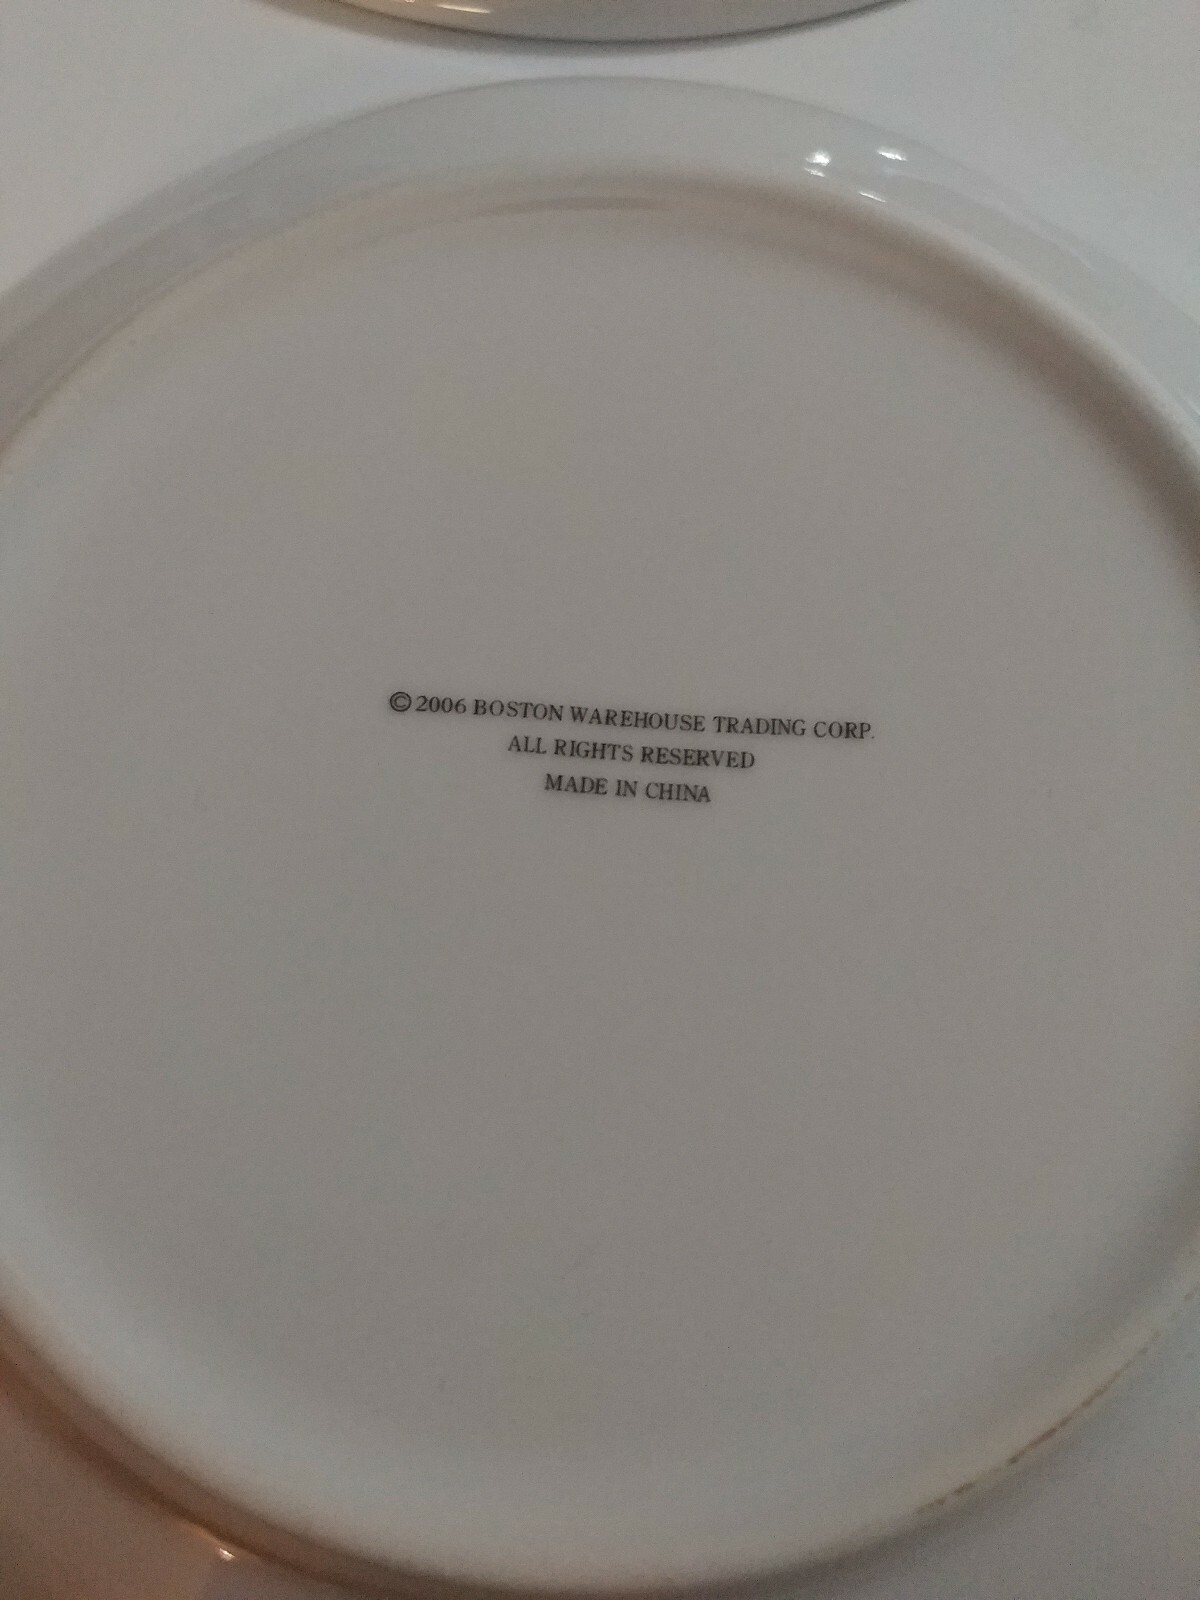 ©2006 BOSTON WAREHOUSE TRADING CORP.
ALL RIGHTS RESERVED
MADE IN CHINA